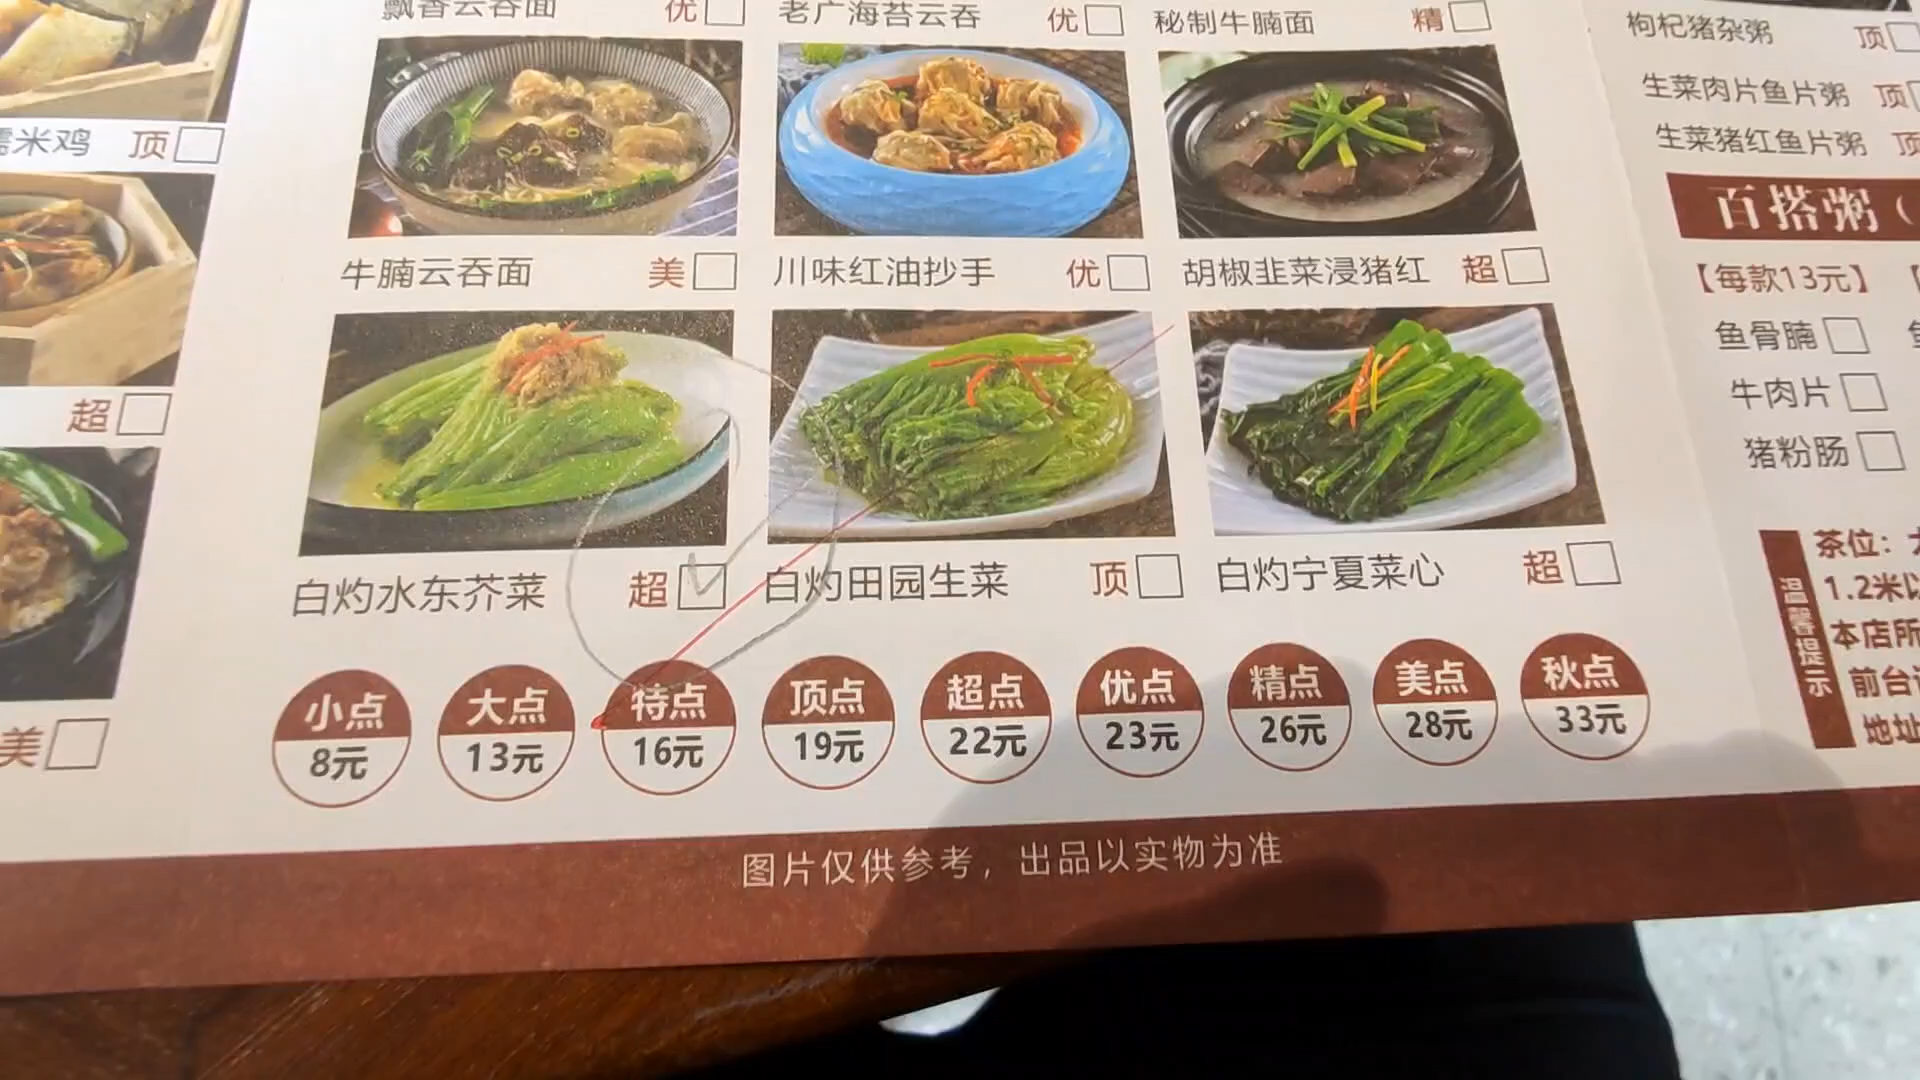 飘香云吞面 优
老广海苔云吞 优
秘制牛腩面 精
枸杞猪杂粥 顶
生菜肉片鱼片粥 顶
生菜猪红鱼片粥 顶
糯米鸡 顶
牛腩云吞面 美
川味红油抄手 优
胡椒韭菜浸猪红 超
百搭粥(
【每款13元】
鱼骨腩
牛肉片
猪粉肠
超
白灼水东芥菜 超
白灼田园生菜 顶
白灼宁夏菜心 超
美
温馨提示
茶位:
1.2米以
本店所
前台
地址
小点 8元
大点 13元
特点 16元
顶点 19元
超点 22元
优点 23元
精点 26元
美点 28元
秋点 33元
图片仅供参考，出品以实物为准